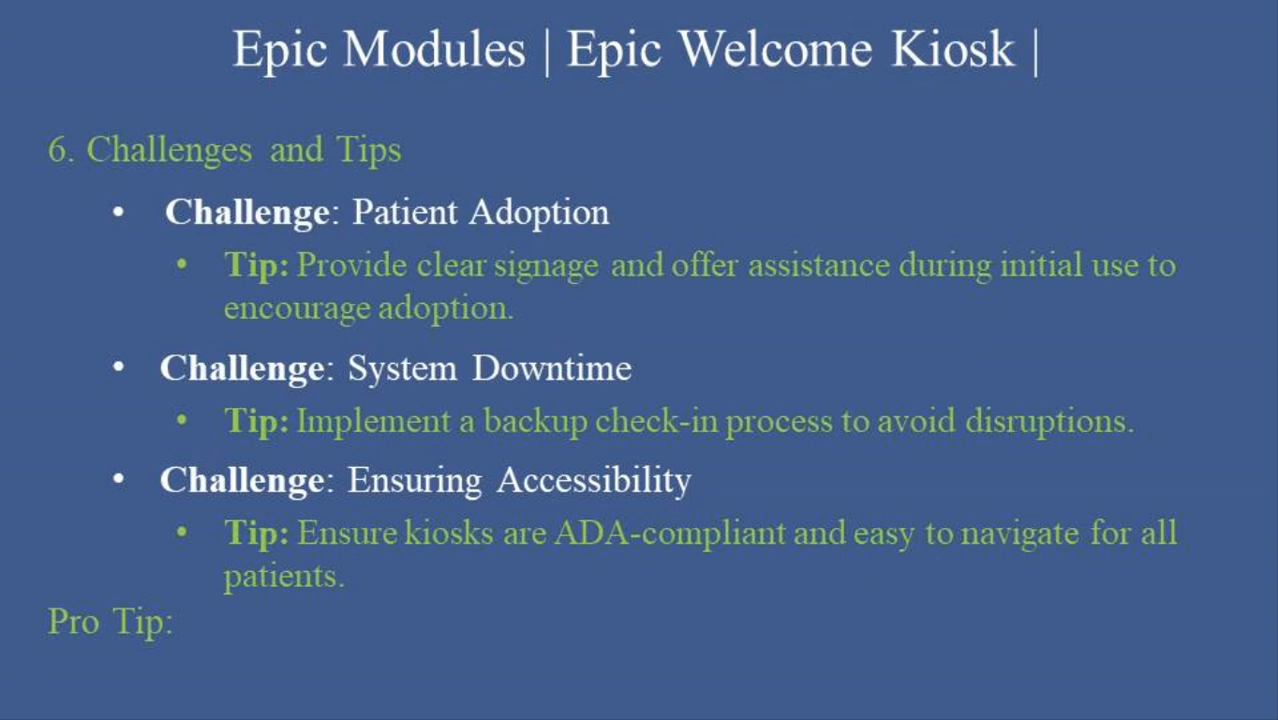 Epic Modules | Epic Welcome Kiosk |
6. Challenges and Tips
• Challenge: Patient Adoption
• Tip: Provide clear signage and offer assistance during initial use to
encourage adoption.
• Challenge: System Downtime
• Tip: Implement a backup check-in process to avoid disruptions.
• Challenge: Ensuring Accessibility
• Tip: Ensure kiosks are ADA-compliant and easy to navigate for all
patients.
Pro Tip: